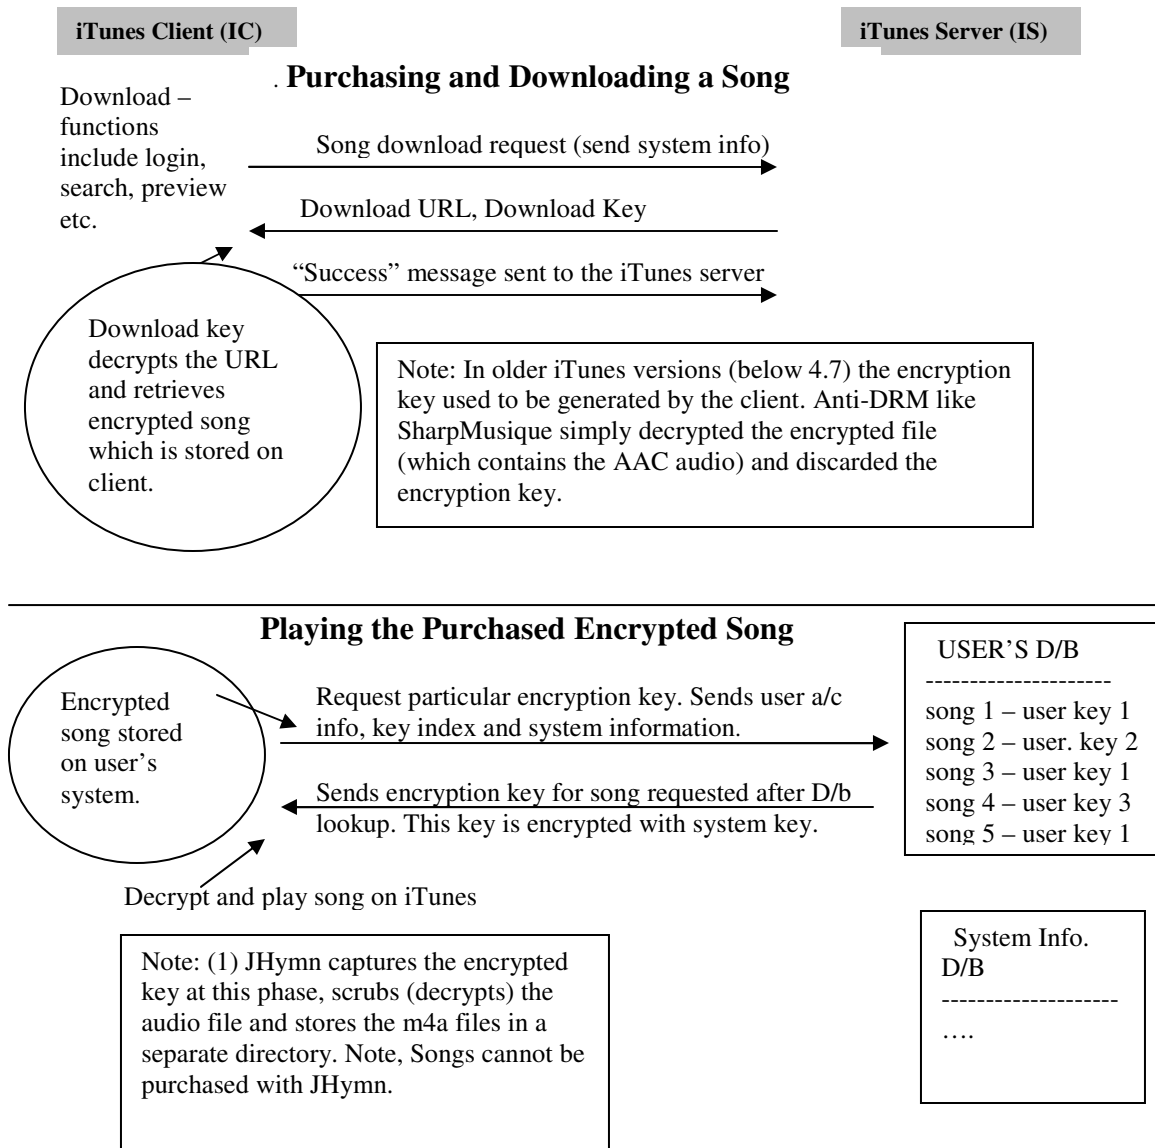 iTunes Client (IC)
iTunes Server (IS)
. Purchasing and Downloading a Song
Download –
functions
include login,
search, preview
etc.
Song download request (send system info)
Download URL, Download Key
“Success” message sent to the iTunes server
Download key
decrypts the URL
and retrieves
encrypted song
which is stored on
client.
Note: In older iTunes versions (below 4.7) the encryption
key used to be generated by the client. Anti-DRM like
SharpMusique simply decrypted the encrypted file
(which contains the AAC audio) and discarded the
encryption key.
Playing the Purchased Encrypted Song
Encrypted
song stored
on user’s
system.
Request particular encryption key. Sends user a/c
info, key index and system information.
Sends encryption key for song requested after D/b
lookup. This key is encrypted with system key.
Decrypt and play song on iTunes
USER’S D/B
---------------------
song 1 – user key 1
song 2 – user. key 2
song 3 – user key 1
song 4 – user key 3
song 5 – user key 1
Note: (1) JHymn captures the encrypted
key at this phase, scrubs (decrypts) the
audio file and stores the m4a files in a
separate directory. Note, Songs cannot be
purchased with JHymn.
System Info.
D/B
--------------------
….